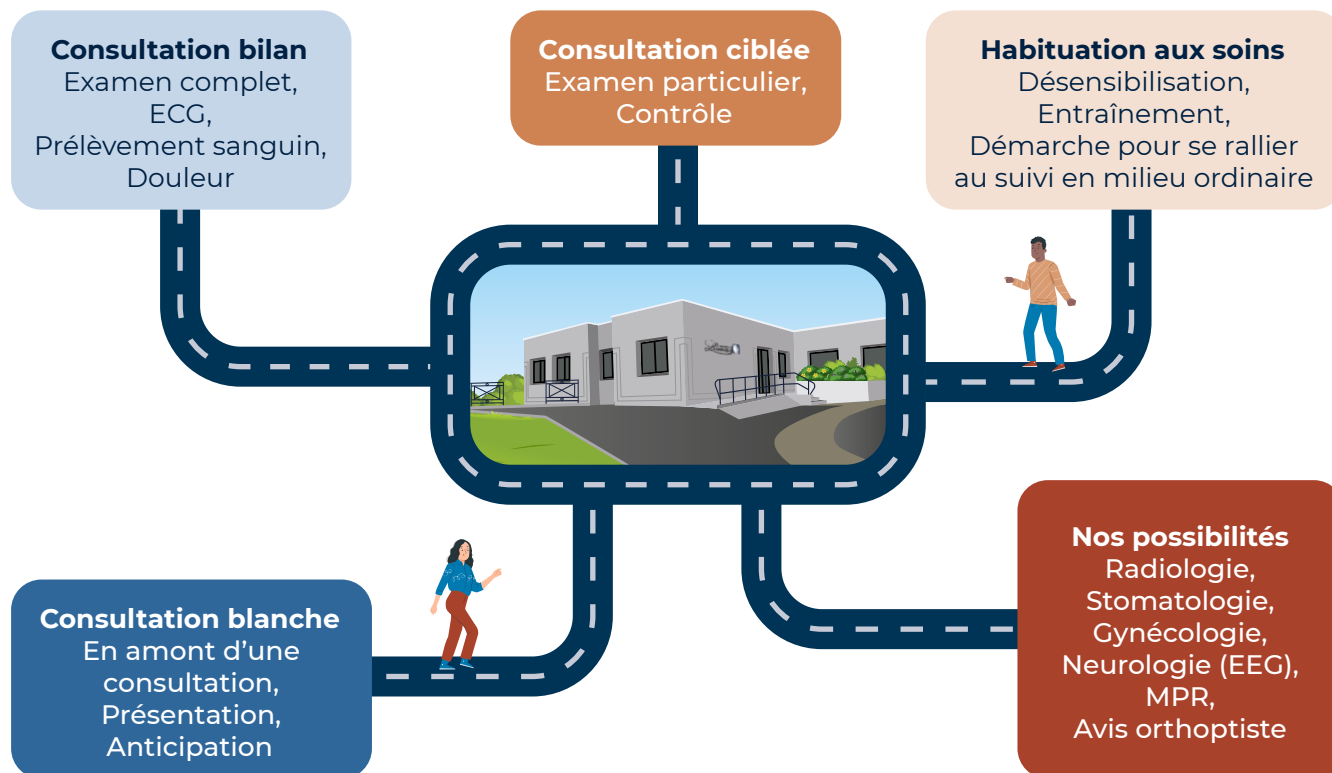 Consultation bilan
Examen complet,
ECG,
Prélèvement sanguin,
Douleur
Consultation ciblée
Examen particulier,
Contrôle
Habituation aux soins
Désensibilisation,
Entraînement,
Démarche pour se rallier
au suivi en milieu ordinaire
Consultation blanche
En amont d’une
consultation,
Présentation,
Anticipation
Nos possibilités
Radiologie,
Stomatologie,
Gynécologie,
Neurologie (EEG),
MPR,
Avis orthoptiste